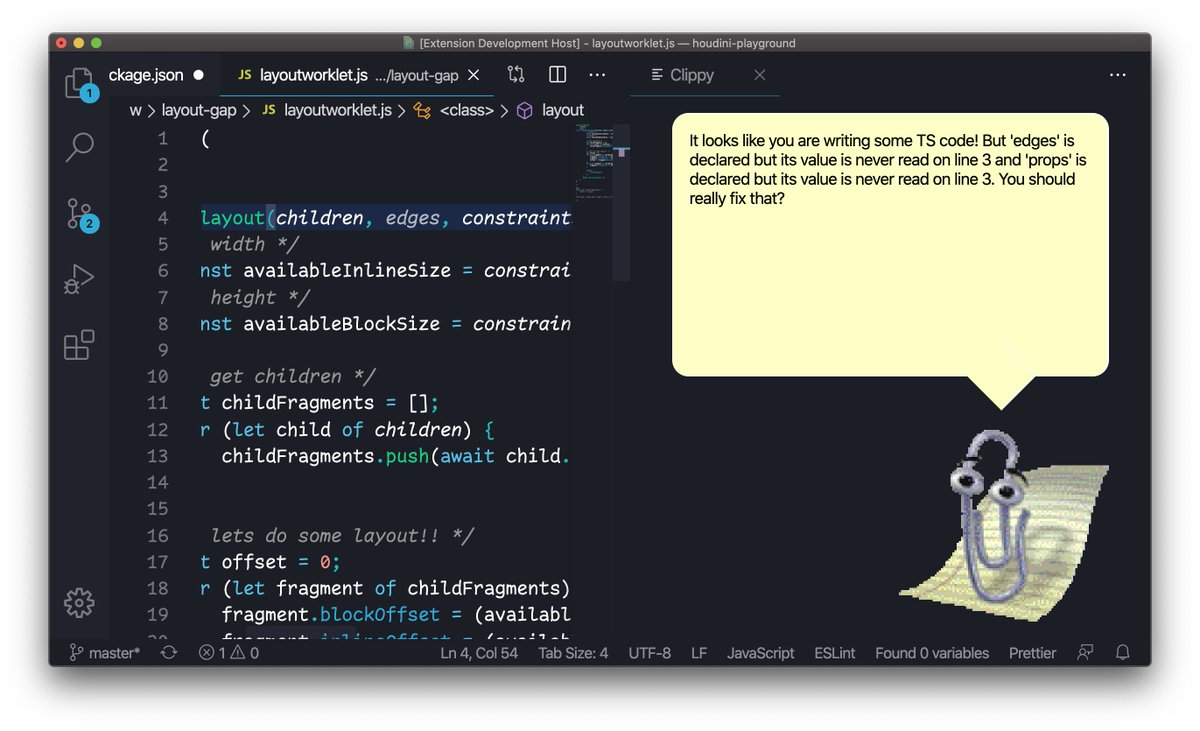 [Extension Development Host] - layoutworklet.js — houdini-playground
ckage.json
JS layoutworklet.js .../layout-gap
Clippy
w > layout-gap > JS layoutworklet.js > <class> > layout
1
(
2
3
4 layout(children, edges, constraint
5 width */
6 nst availableInlineSize = constrai
7 height */
8 nst availableBlockSize = constrain
9
10 get children */
11 t childFragments = [];
12 r (let child of children) {
13 childFragments.push(await child.
14
15
16 lets do some layout!! */
17 t offset = 0;
18 r (let fragment of childFragments)
19 fragment.blockOffset = (availabl
20 fragment.inlineOffset = (availab
It looks like you are writing some TS code! But 'edges' is
declared but its value is never read on line 3 and 'props' is
declared but its value is never read on line 3. You should
really fix that?
1
2
master* 1 0 Ln 4, Col 54 Tab Size: 4 UTF-8 LF JavaScript ESLint Found 0 variables Prettier